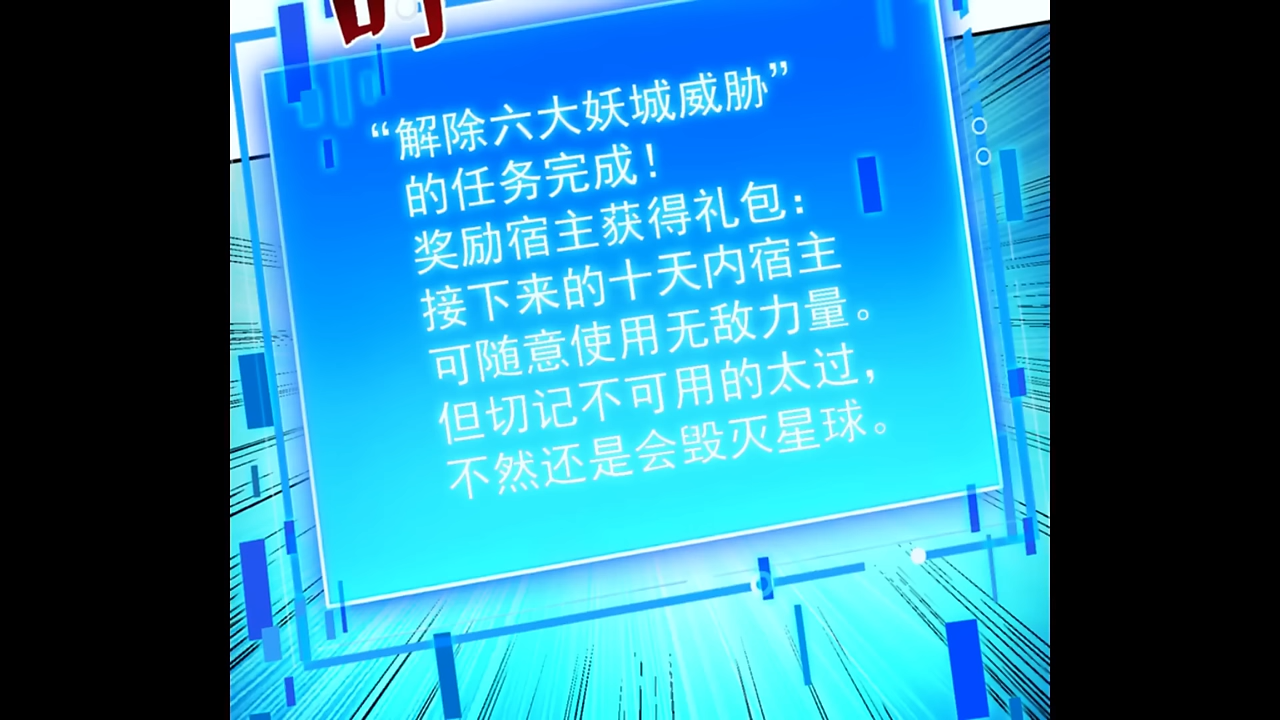 “解除六大妖城威胁”
的任务完成！
奖励宿主获得礼包：
接下来的十天内宿主
可随意使用无敌力量。
但切记不可用的太过，
不然还是会毁灭星球。